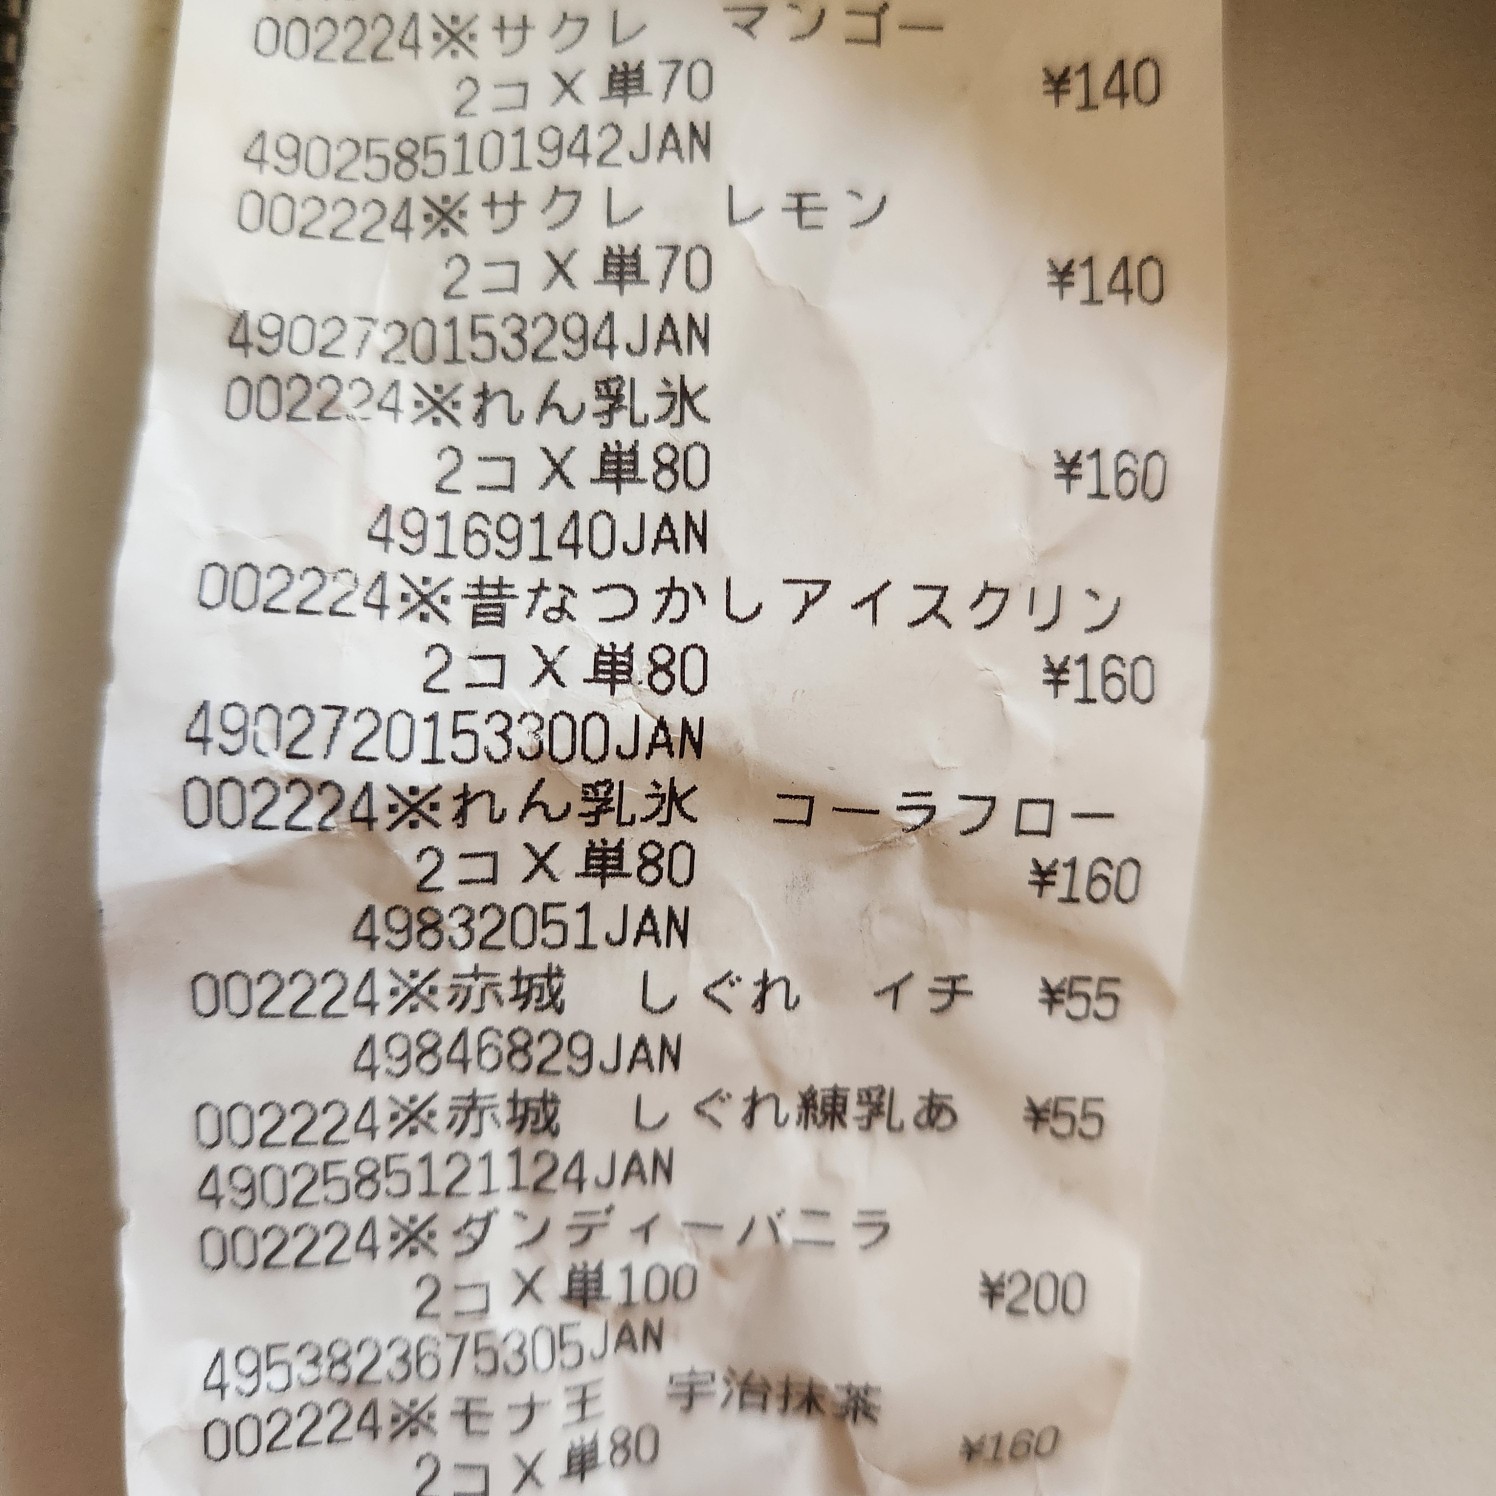 002224※サクレ　マンゴー
2コX単70 ¥140
4902585101942JAN
002224※サクレ　レモン
2コX単70 ¥140
4902720153294JAN
002224※れん乳氷
2コX単80 ¥160
49169140JAN
002224※昔なつかしアイスクリン
2コX単80 ¥160
4902720153300JAN
002224※れん乳氷　コーラフロー
2コX単80 ¥160
49832051JAN
002224※赤城　しぐれ　イチ ¥55
49846829JAN
002224※赤城　しぐれ練乳あ ¥55
4902585121124JAN
002224※ダンディーバニラ
2コX単100 ¥200
4953823675305JAN
002224※モナ王　宇治抹茶
2コX単80 ¥160